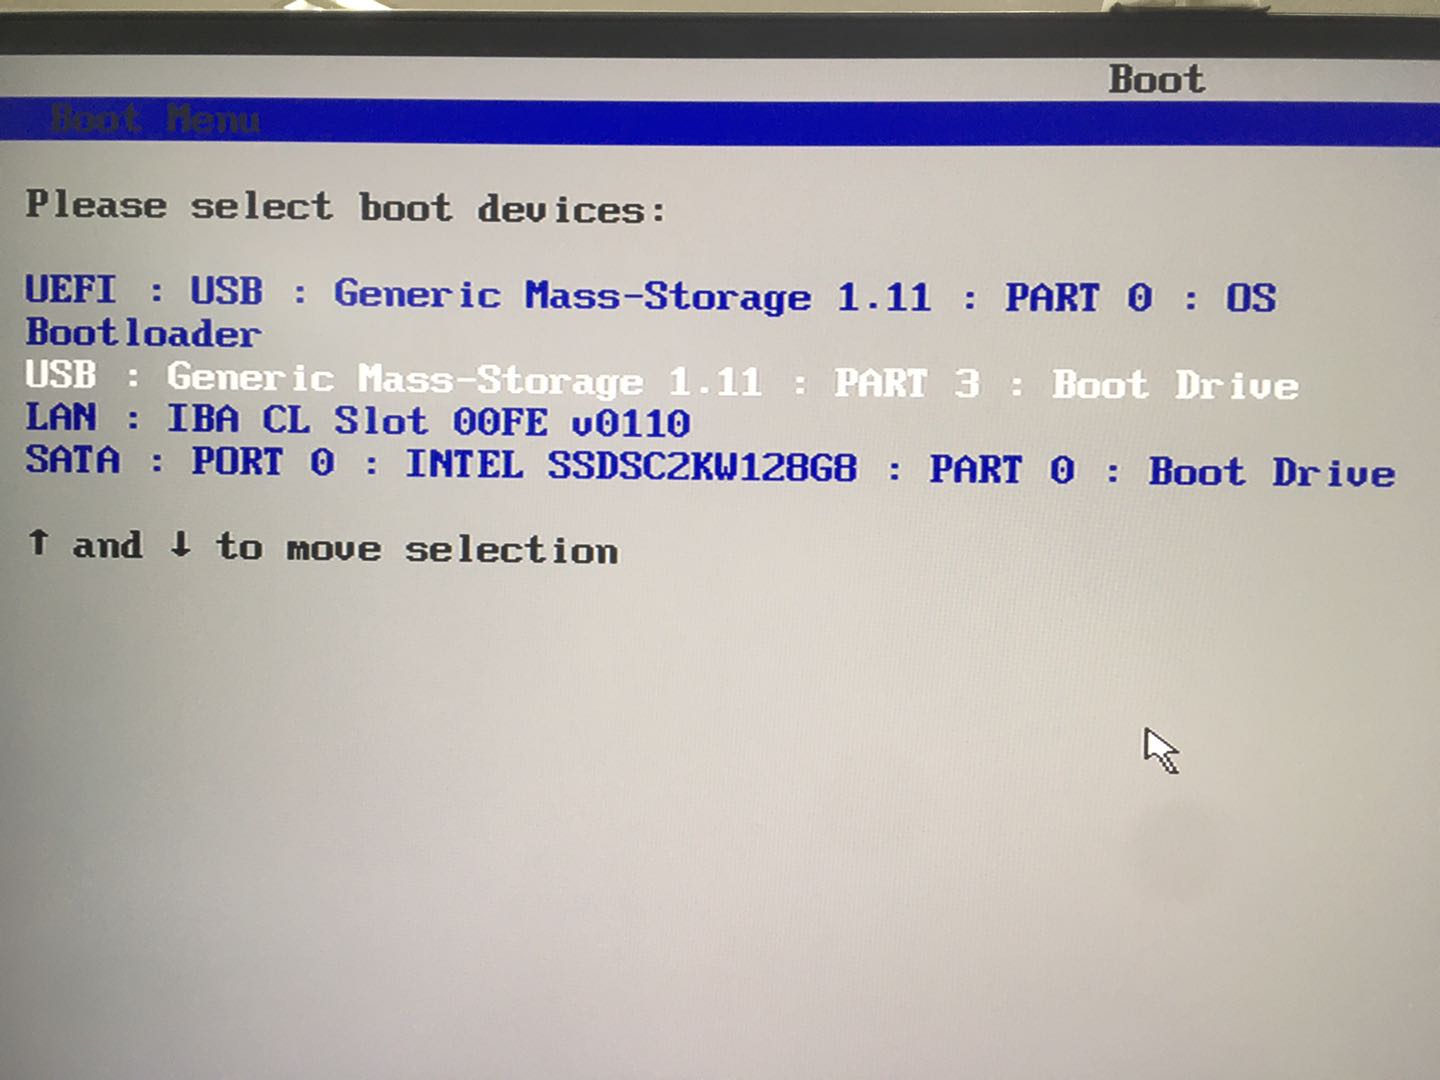 Boot
Boot Menu
Please select boot devices:
UEFI : USB : Generic Mass-Storage 1.11 : PART 0 : OS
Bootloader
USB : Generic Mass-Storage 1.11 : PART 3 : Boot Drive
LAN : IBA CL Slot 00FE v0110
SATA : PORT 0 : INTEL SSDSC2KW128G8 : PART 0 : Boot Drive
↑ and ↓ to move selection